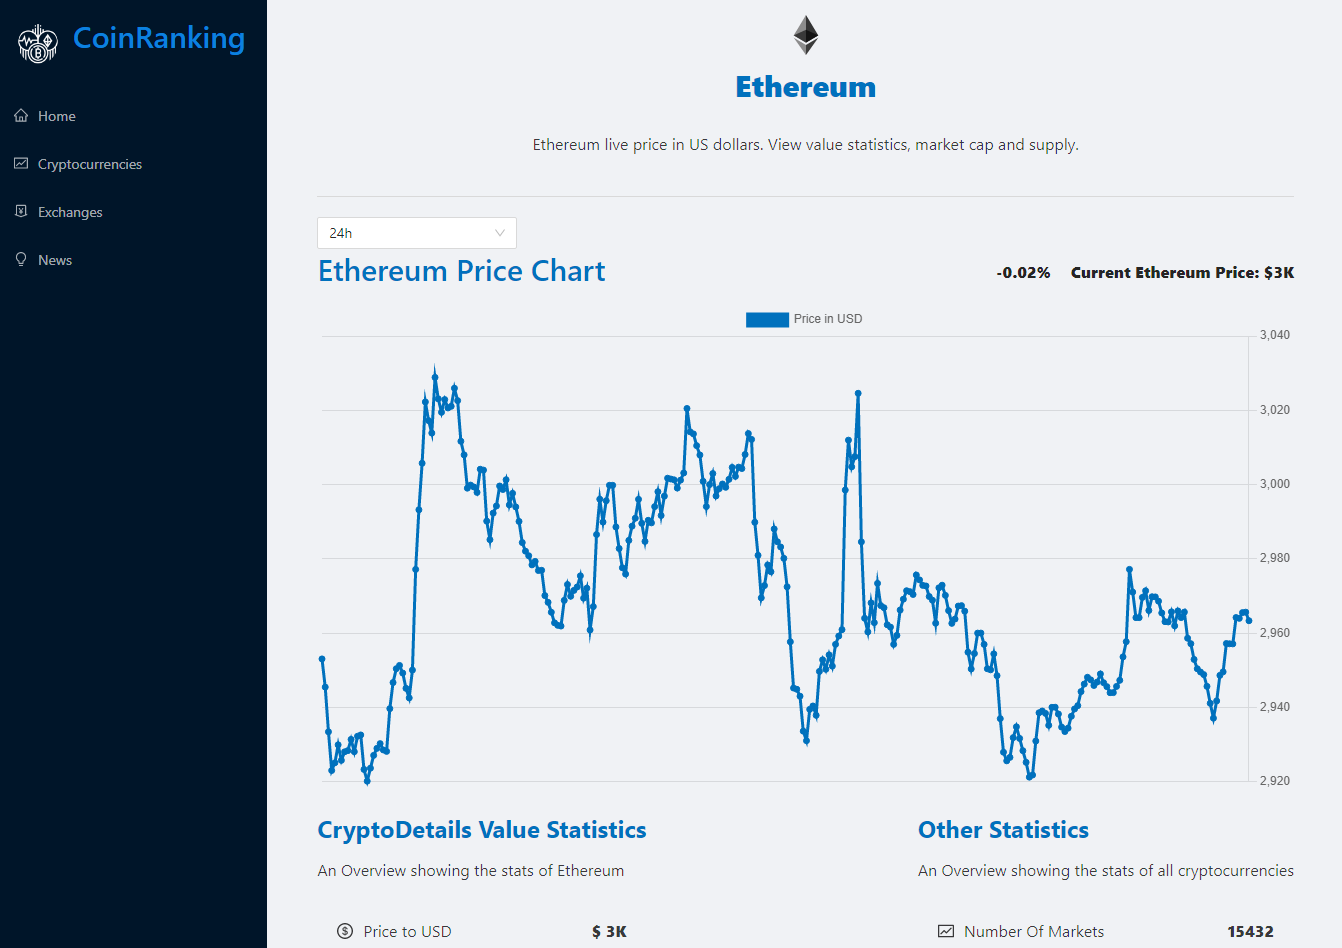 CoinRanking
Home
Cryptocurrencies
Exchanges
News
Ethereum
Ethereum live price in US dollars. View value statistics, market cap and supply.
24h
Ethereum Price Chart
-0.02% Current Ethereum Price: $3K
Price in USD
3,040
3,020
3,000
2,980
2,960
2,940
2,920
CryptoDetails Value Statistics
An Overview showing the stats of Ethereum
Price to USD $ 3K
Other Statistics
An Overview showing the stats of all cryptocurrencies
Number Of Markets 15432